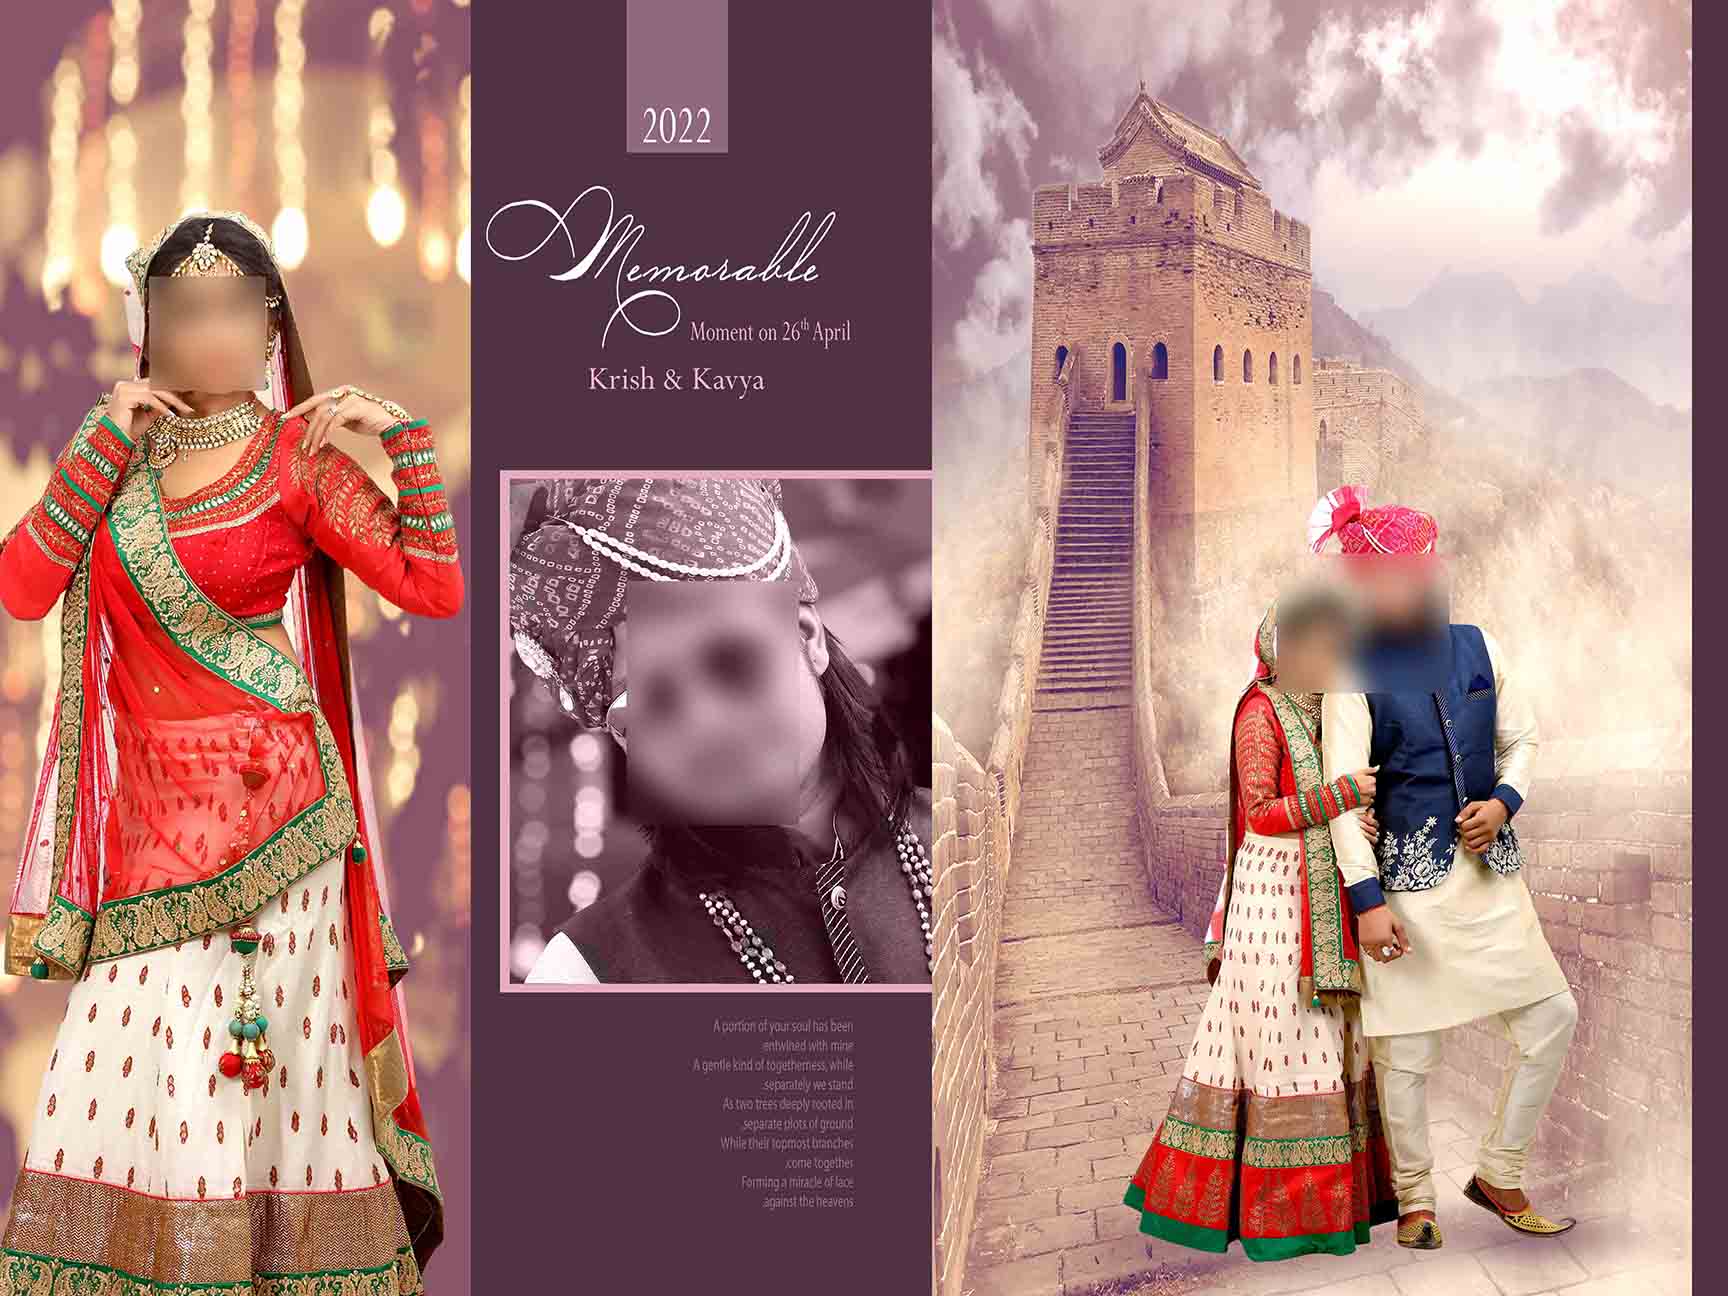 2022
Memorable
Moment on 26th April
Krish & Kavya
A portion of your soul has been
.entwined with mine
A gentle kind of togetherness, while
.separately we stand
As two trees deeply rooted in
,separate plots of ground
While their topmost branches
,come together
Forming a miracle of lace
.against the heavens